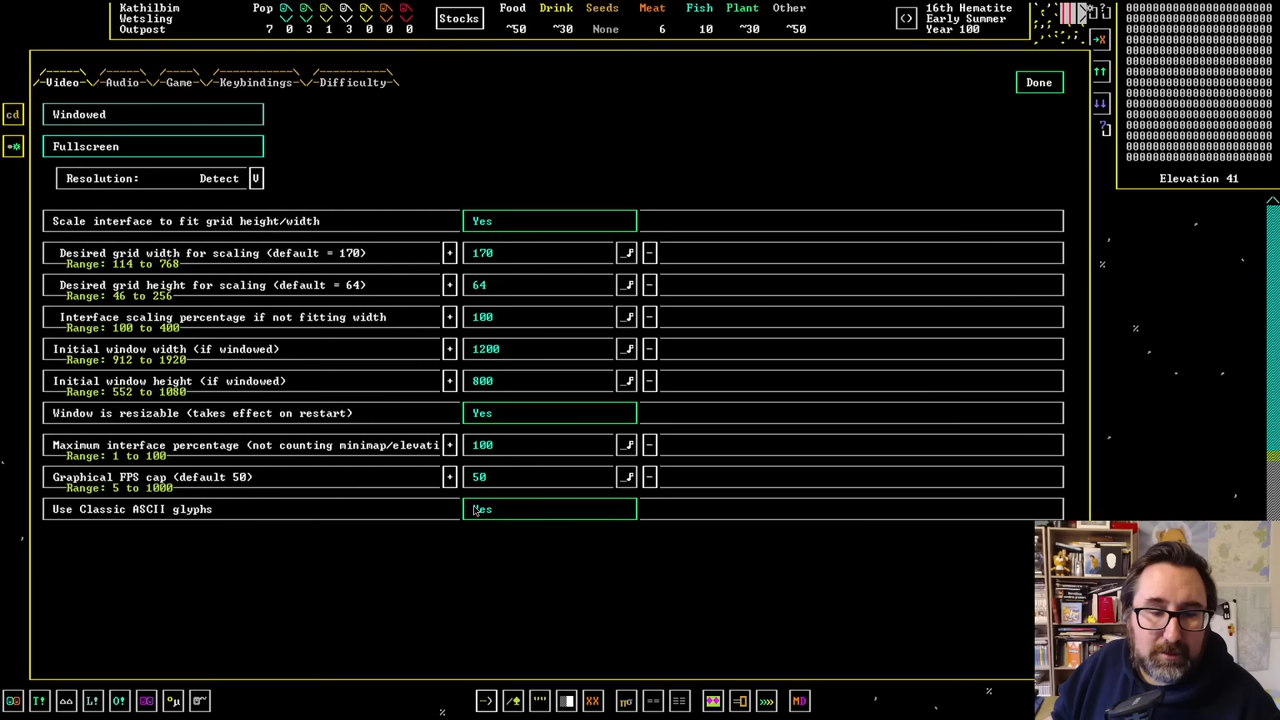 Kathilbim
Wetsling
Outpost
Pop
7 0 3 1 3 0 0 0
Stocks
Food Drink Seeds Meat Fish Plant Other
~50 ~30 None 6 10 ~30 ~50
16th Hematite
Early Summer
Year 100
Elevation 41
Video Audio Game Keybindings Difficulty
Done
cd
Windowed
Fullscreen
Resolution: Detect V
Scale interface to fit grid height/width Yes
Desired grid width for scaling (default = 170) + 170 -
Range: 114 to 768
Desired grid height for scaling (default = 64) + 64 -
Range: 46 to 256
Interface scaling percentage if not fitting width + 100 -
Range: 100 to 400
Initial window width (if windowed) + 1200 -
Range: 912 to 1920
Initial window height (if windowed) + 800 -
Range: 552 to 1080
Window is resizable (takes effect on restart) Yes
Maximum interface percentage (not counting minimap/elevati + 100 -
Range: 1 to 100
Graphical FPS cap (default 50) + 50 -
Range: 5 to 1000
Use Classic ASCII glyphs Yes
T! L! O! ºµ XX πσ == MD